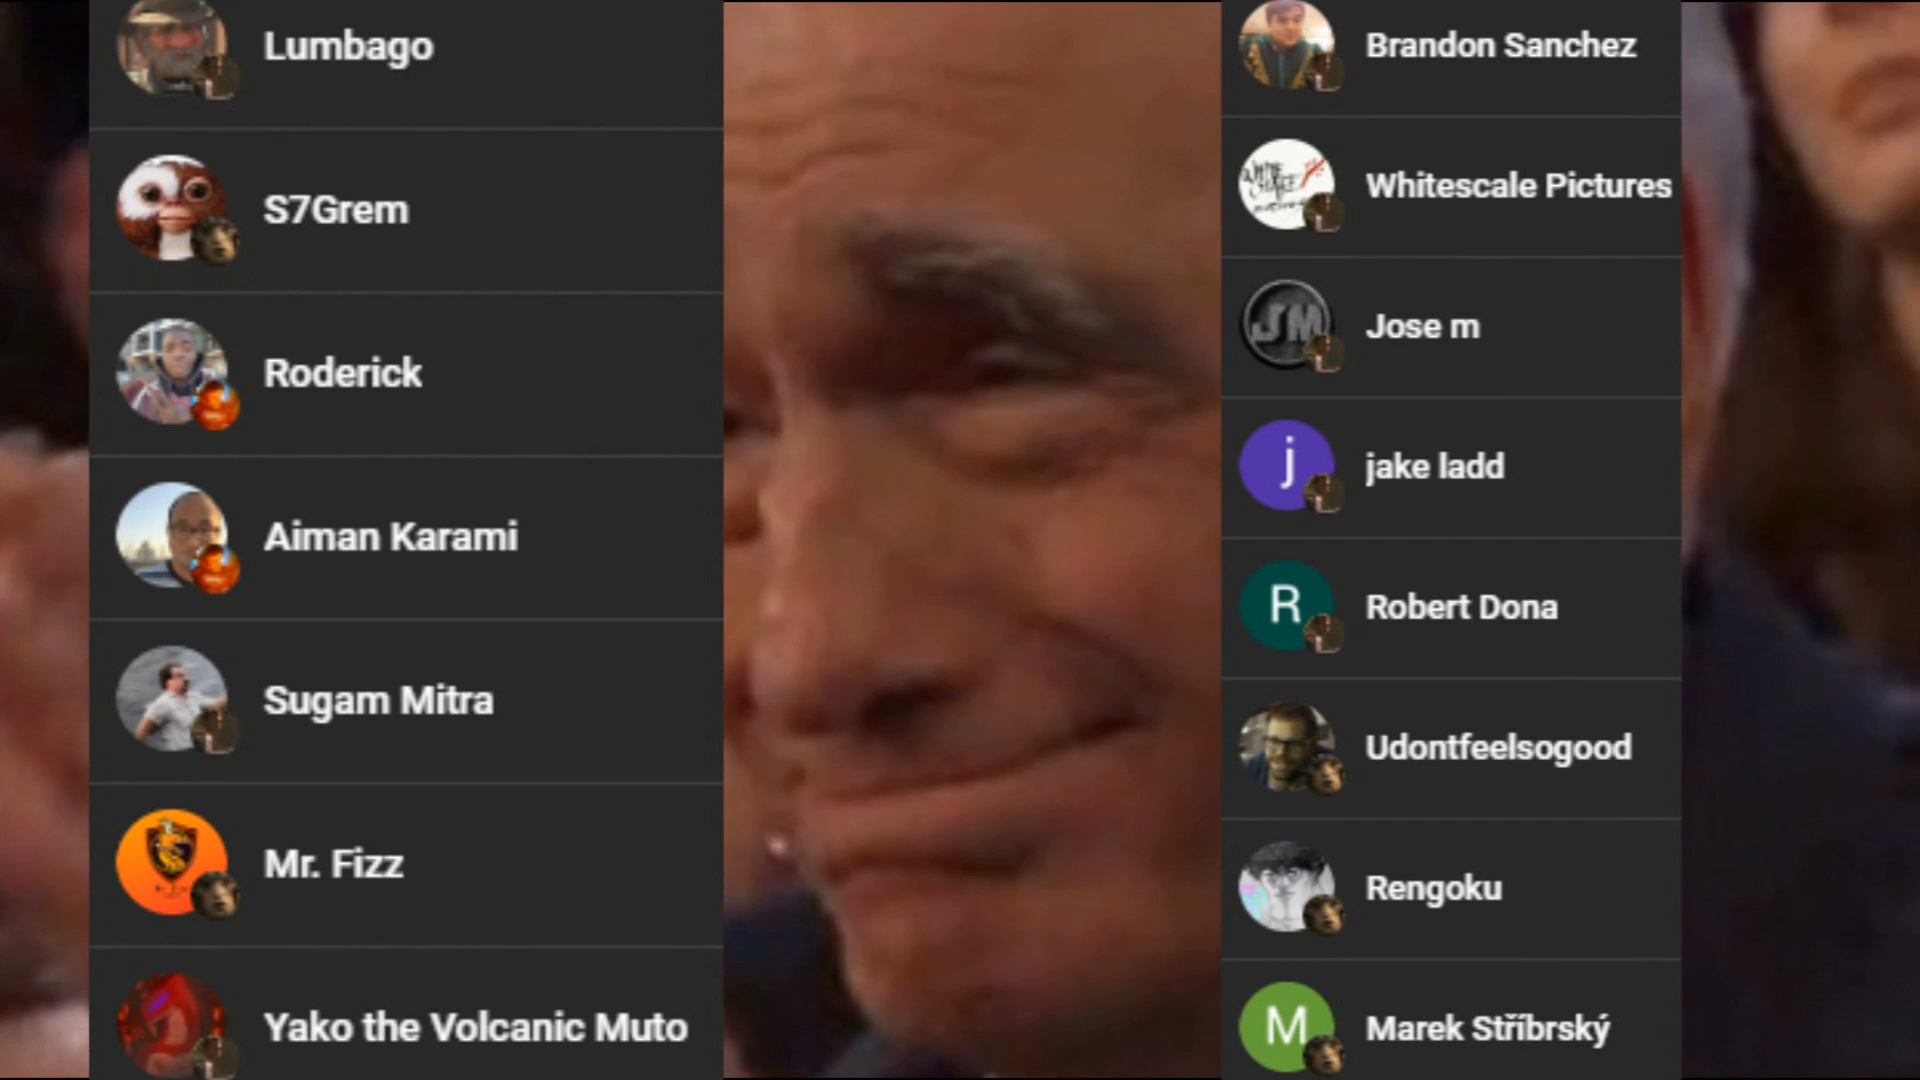 Lumbago
S7Grem
Roderick
Aiman Karami
Sugam Mitra
Mr. Fizz
Yako the Volcanic Muto
Brandon Sanchez
Whitescale Pictures
JM
Jose m
j
jake ladd
R
Robert Dona
Udontfeelsogood
Rengoku
M
Marek Stříbrský